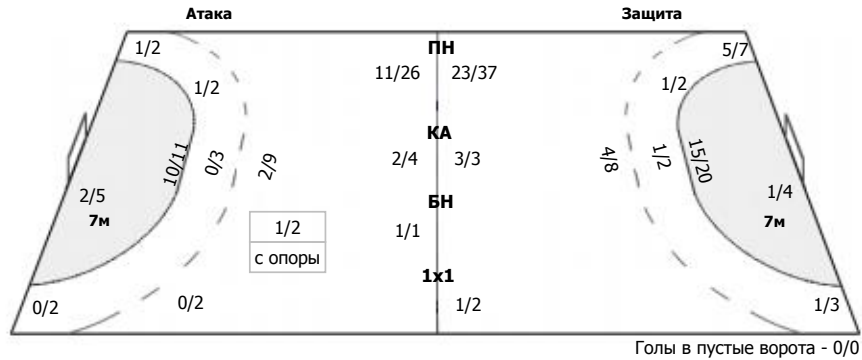 Атака Защита
1/2 ПН 5/7
1/2 11/26 23/37 1/2
КА
10/11 0/3 2/9 2/4 3/3 4/8 1/2 15/20
2/5 БН 1/4
7м 1/1 7м
1/2
с опоры
1x1
0/2 0/2 1/2 1/3
Голы в пустые ворота - 0/0